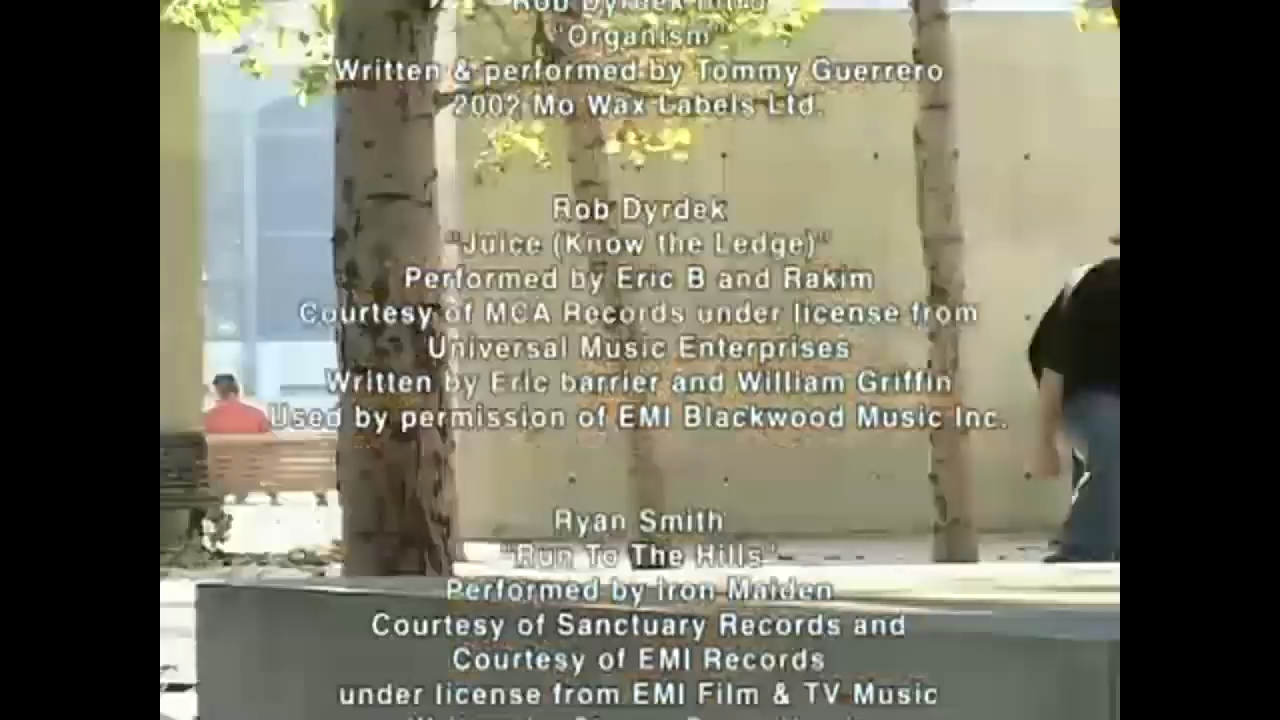 Rob Dyrdek Intro
"Organism"
Written & performed by Tommy Guerrero
2002 Mo Wax Labels Ltd.
Rob Dyrdek
"Juice (Know the Ledge)"
Performed by Eric B and Rakim
Courtesy of MCA Records under license from
Universal Music Enterprises
Written by Eric barrier and William Griffin
Used by permission of EMI Blackwood Music Inc.
Ryan Smith
"Run To The Hills"
Performed by Iron Maiden
Courtesy of Sanctuary Records and
Courtesy of EMI Records
under license from EMI Film & TV Music